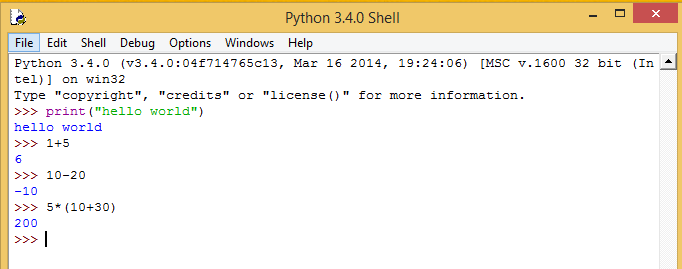 Python 3.4.0 Shell
File Edit Shell Debug Options Windows Help
Python 3.4.0 (v3.4.0:04f714765c13, Mar 16 2014, 19:24:06) [MSC v.1600 32 bit (In
tel)] on win32
Type "copyright", "credits" or "license()" for more information.
>>> print("hello world")
hello world
>>> 1+5
6
>>> 10-20
-10
>>> 5*(10+30)
200
>>>